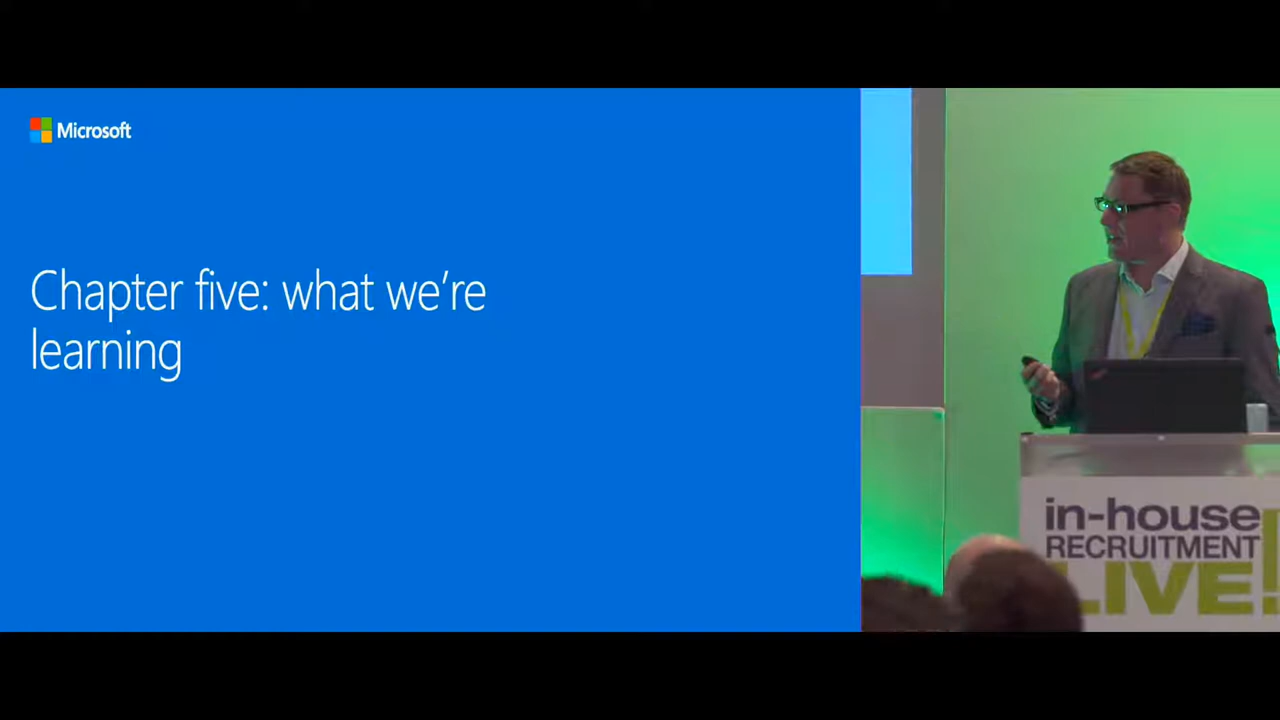 Microsoft
Chapter five: what we're
learning
in-house
RECRUITMENT
LIVE!